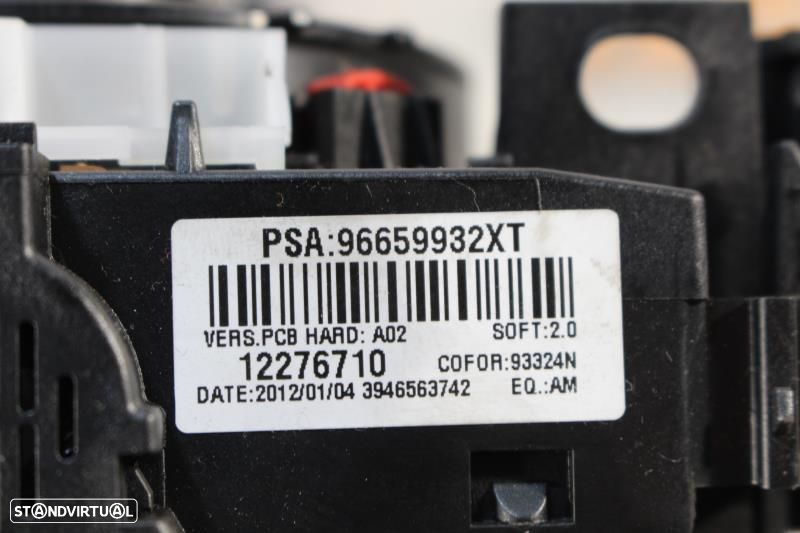 PSA:96659932XT
VERS.PCB HARD: A02 SOFT:2.0
12276710 COFOR:93324N
DATE:2012/01/04 3946563742 EQ.:AM
STANDVIRTUAL